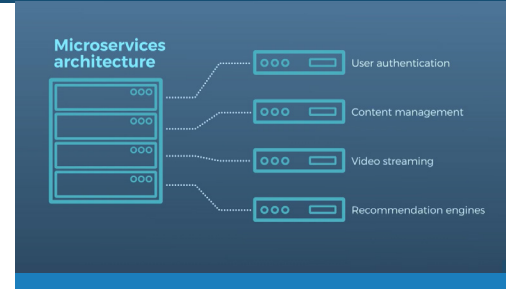 Microservices
architecture
User authentication
Content management
Video streaming
Recommendation engines